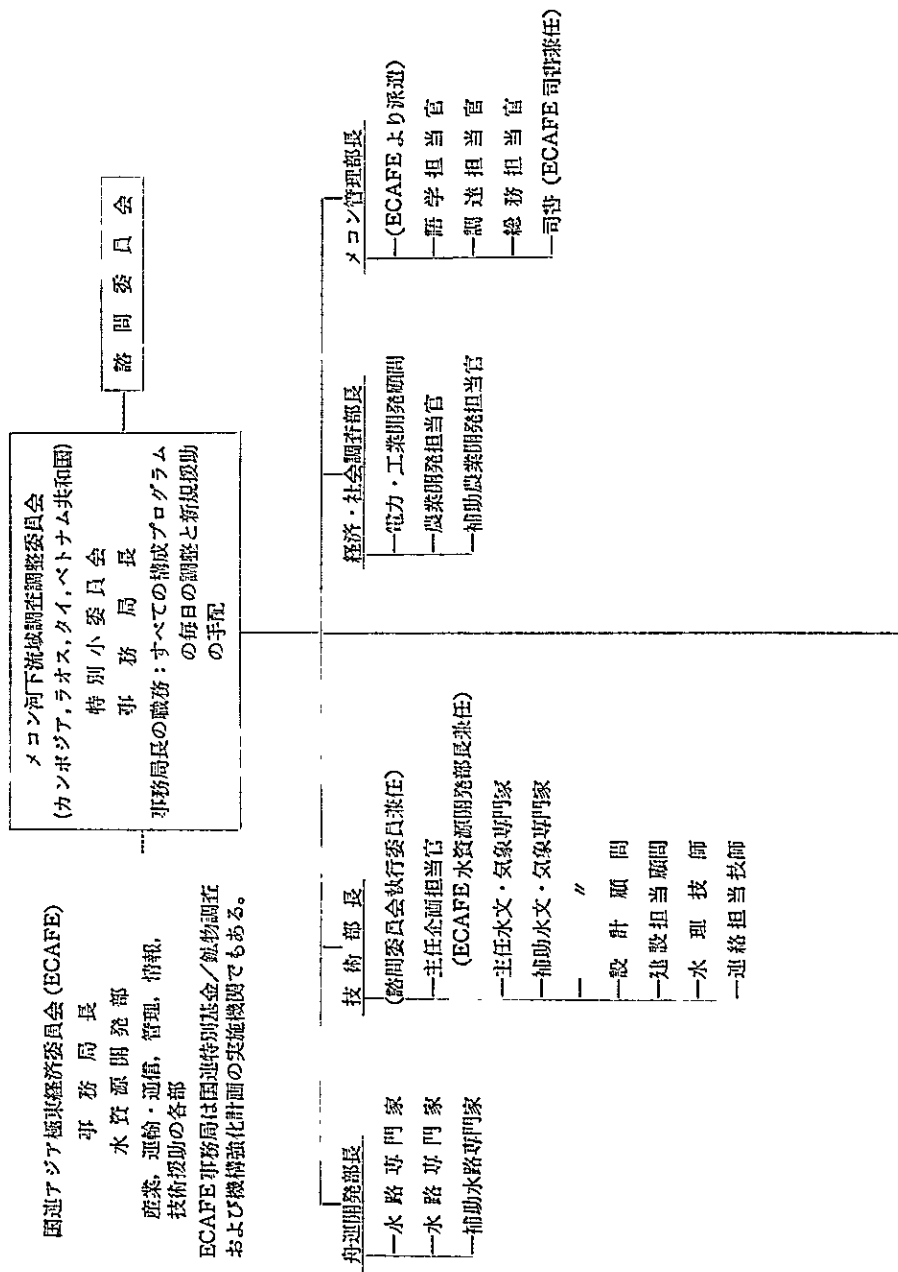 国連アジア極東経済委員会(ECAFE)
事務局長
水資源開発部
産業，運輸・通信，管理，情報，
技術援助の各部
ECAFE事務局は国連特別基金／鉱物調査
および機構強化計画の実施機関でもある。
メコン河下流域調査調整委員会
(カンボジア，ラオス，タイ，ベトナム共和国)
特別小委員会
事務局長
事務局長の職務：すべての構成プログラム
の毎日の調整と新規援助
の手配
諮問委員会
舟運開発部長
水路専門家
水路専門家
補助水路専門家
技術部長
(諮問委員会執行委員兼任)
主任企画担当官
(ECAFE水資源開発部長兼任)
主任水文・気象専門家
補助水文・気象専門家
〃
設計顧問
建設担当顧問
水理技師
連絡担当技師
経済・社会調査部長
電力・工業開発顧問
農業開発担当官
補助農業開発担当官
メコン管理部長
(ECAFEより派遣)
語学担当官
調達担当官
総務担当官
司書(ECAFE司書兼任)